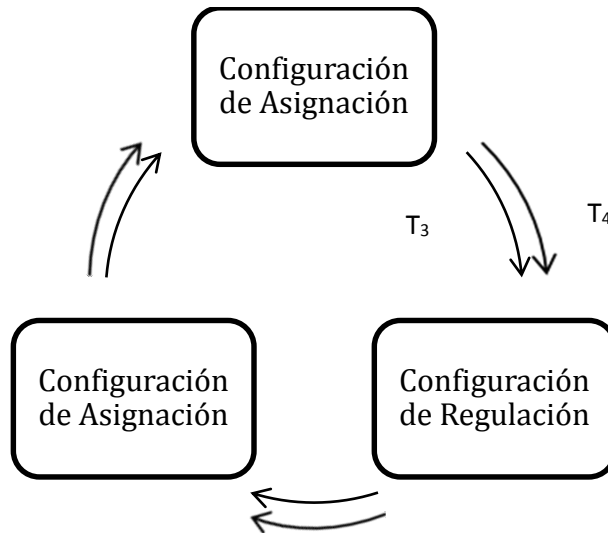 Configuración
de Asignación
T₃
T₄
Configuración
de Asignación
Configuración
de Regulación